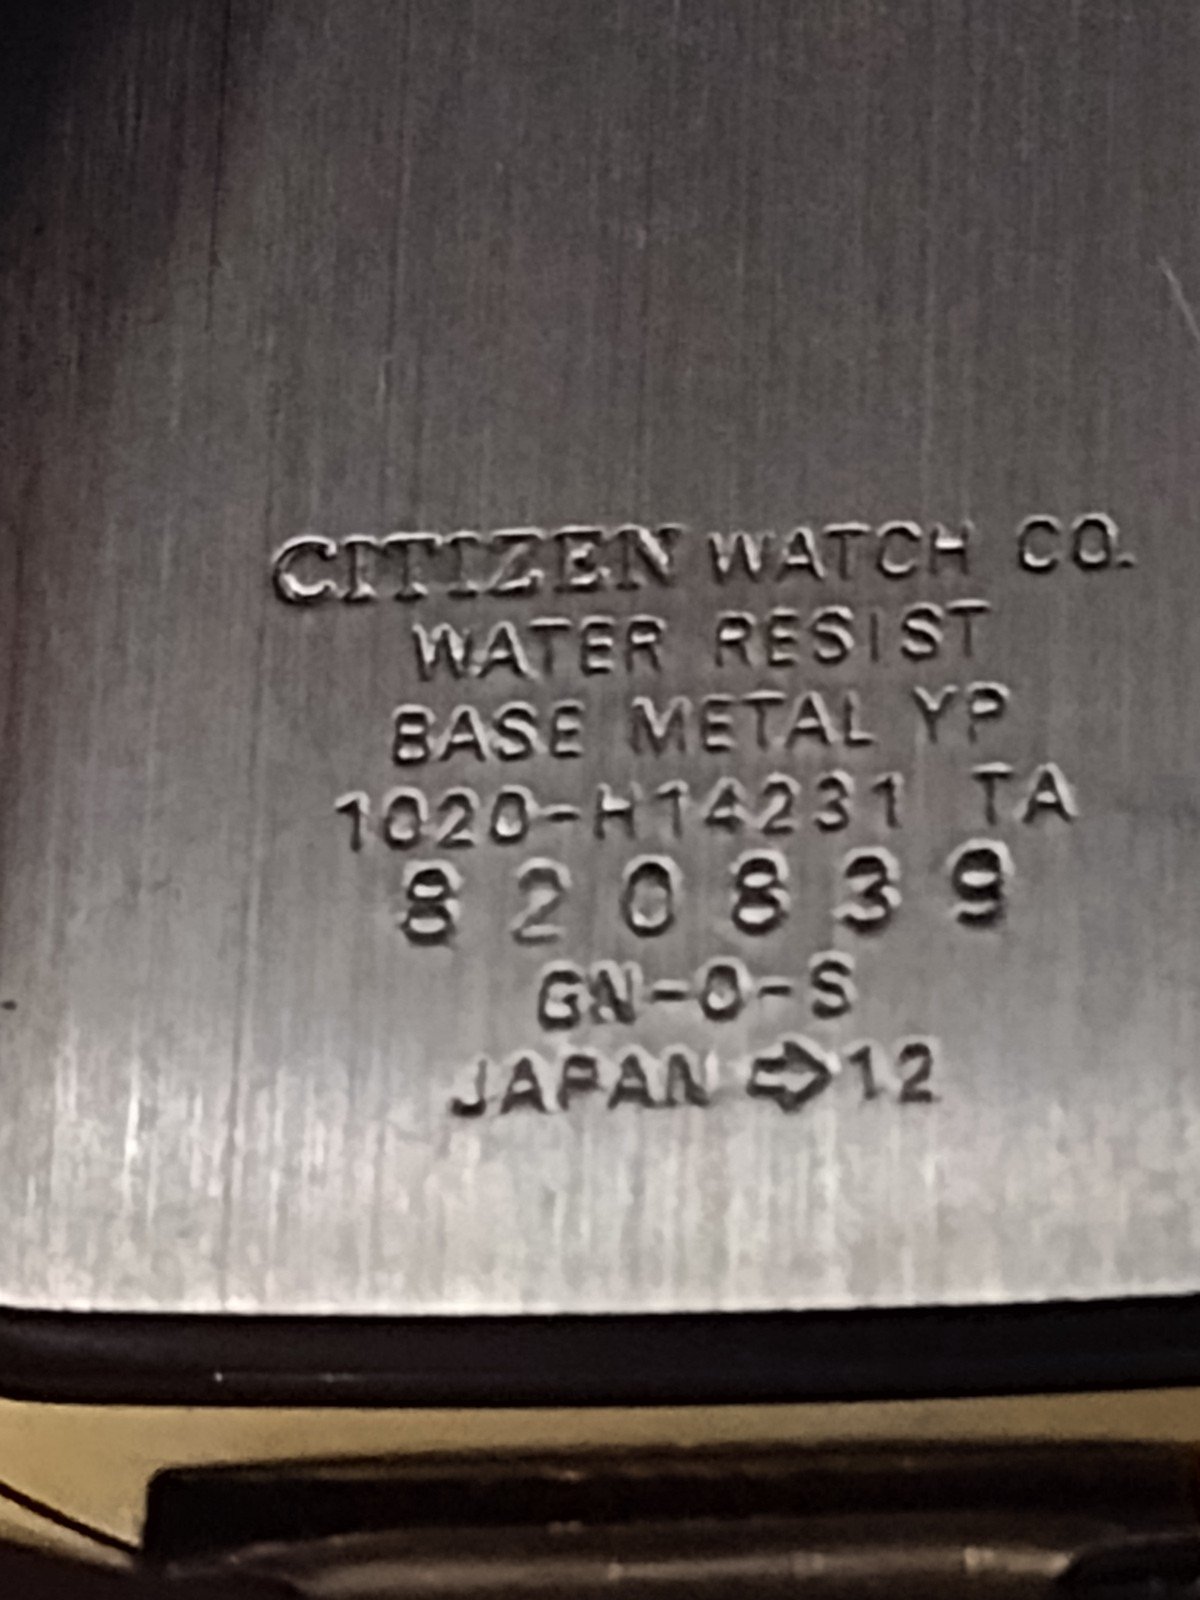 CITIZEN WATCH CO.
WATER RESIST
BASE METAL YP
1020-H14231 TA
820839
GN-0-S
JAPAN ⇨12